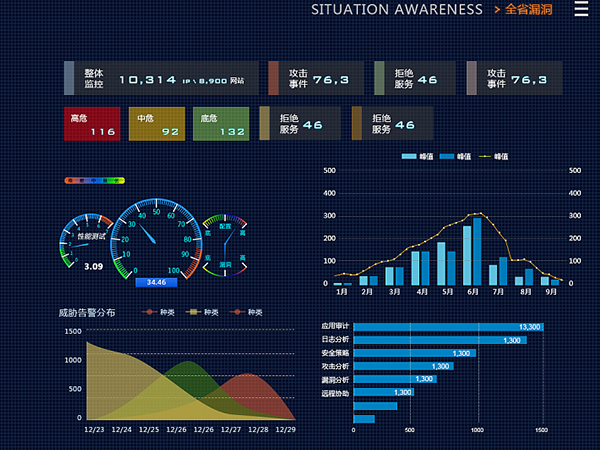 SITUATION AWARENESS > 全省漏洞
整体监控 10,314 IP \ 8,900 网站
攻击事件 76,3
拒绝服务 46
攻击事件 76,3
高危 116
中危 92
底危 132
拒绝服务 46
拒绝服务 46
峰值 峰值 峰值
500 500
400 400
300 300
200 200
100 100
0 0
1月 2月 3月 4月 5月 6月 7月 8月 9月
性能测试
3.09
0 10 20 30 40 50 60 70 80 90 100
34.46
配置
底 高
底 高
漏洞
威胁告警分布
种类 种类 种类
1500
1000
500
0
12/23 12/24 12/25 12/26 12/26 12/27 12/28 12/29
应用审计 13,300
日志分析 1,300
安全策略 1,300
攻击分析 1,300
漏洞分析 1,300
远程协助 1,300
0 500 1000 1500